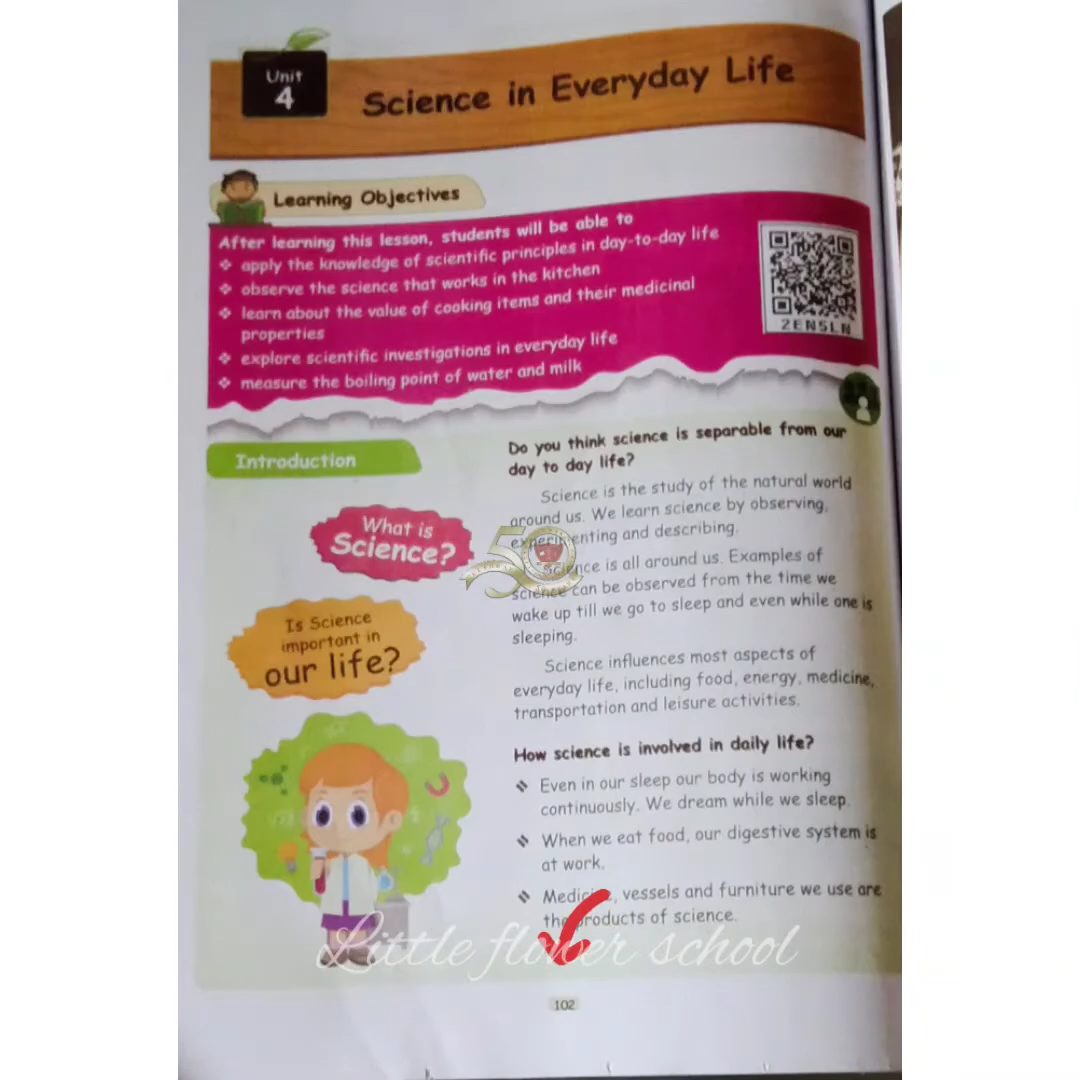 Unit
4
Science in Everyday Life
Learning Objectives
After learning this lesson, students will be able to
❖ apply the knowledge of scientific principles in day-to-day life
❖ observe the science that works in the kitchen
❖ learn about the value of cooking items and their medicinal
properties
❖ explore scientific investigations in everyday life
❖ measure the boiling point of water and milk
ZEN5LN
Introduction
What is
Science?
Is Science
important in
our life?
Do you think science is separable from our
day to day life?
Science is the study of the natural world
around us. We learn science by observing,
experimenting and describing.
Science is all around us. Examples of
science can be observed from the time we
wake up till we go to sleep and even while one is
sleeping.
Science influences most aspects of
everyday life, including food, energy, medicine,
transportation and leisure activities.
How science is involved in daily life?
Even in our sleep our body is working
continuously. We dream while we sleep.
When we eat food, our digestive system is
at work.
Medicine, vessels and furniture we use are
the products of science.
50
Little flower school
102